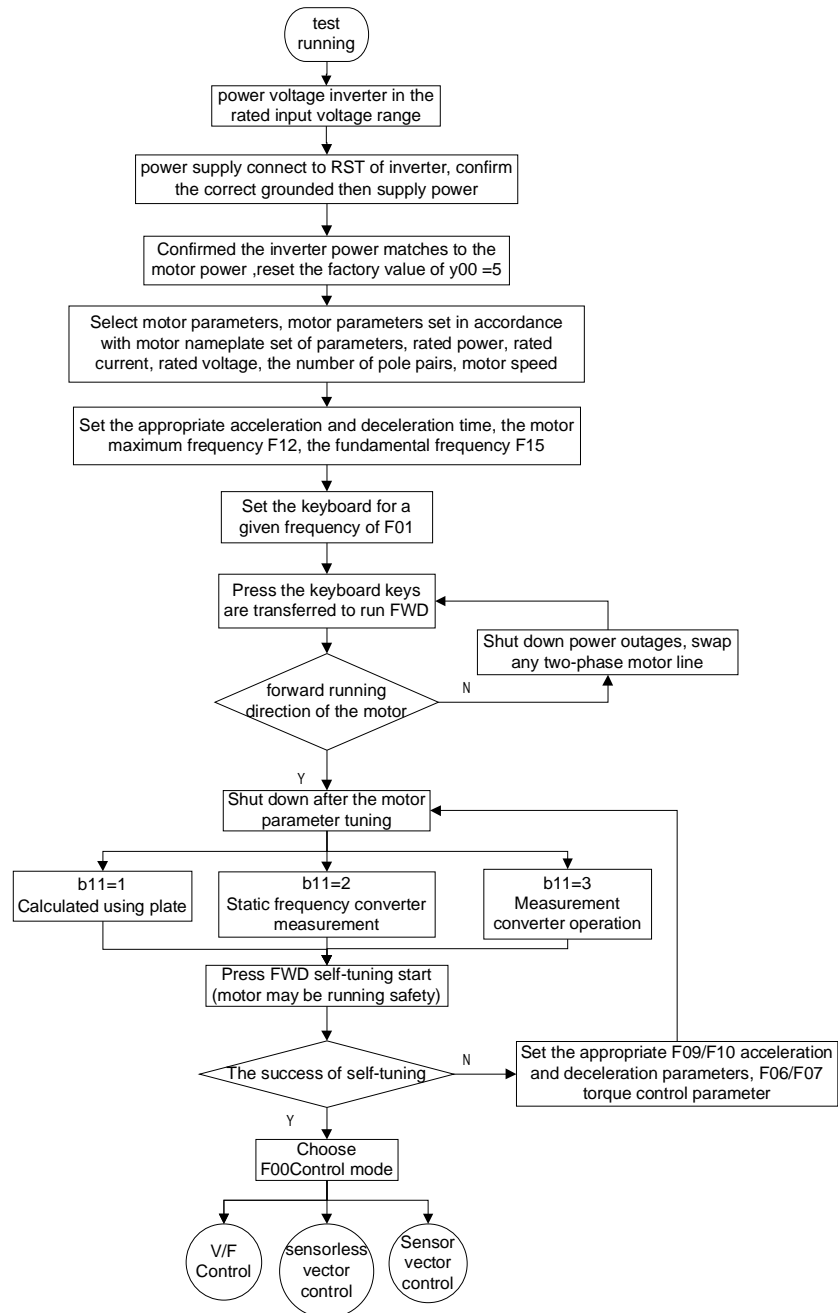 test
running
power voltage inverter in the
rated input voltage range
power supply connect to RST of inverter, confirm
the correct grounded then supply power
Confirmed the inverter power matches to the
motor power ,reset the factory value of y00 =5
Select motor parameters, motor parameters set in accordance
with motor nameplate set of parameters, rated power, rated
current, rated voltage, the number of pole pairs, motor speed
Set the appropriate acceleration and deceleration time, the motor
maximum frequency F12, the fundamental frequency F15
Set the keyboard for a
given frequency of F01
Press the keyboard keys
are transferred to run FWD
Shut down power outages, swap
any two-phase motor line
forward running
direction of the motor
N
Y
Shut down after the motor
parameter tuning
b11=1
Calculated using plate
b11=2
Static frequency converter
measurement
b11=3
Measurement
converter operation
Press FWD self-tuning start
(motor may be running safety)
The success of self-tuning
N
Set the appropriate F09/F10 acceleration
and deceleration parameters, F06/F07
torque control parameter
Y
Choose
F00Control mode
V/F
Control
sensorless
vector
control
Sensor
vector
control